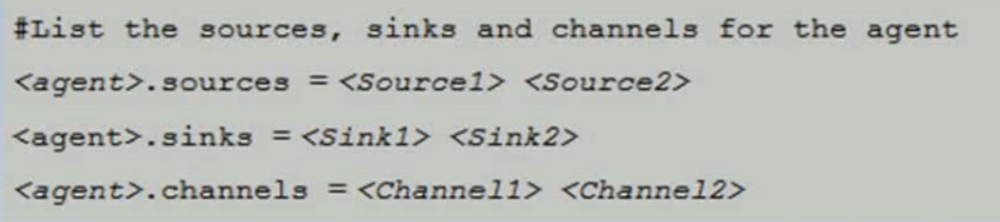 #List the sources, sinks and channels for the agent
<agent>.sources = <Source1> <Source2>
<agent>.sinks = <Sink1> <Sink2>
<agent>.channels = <Channel1> <Channel2>